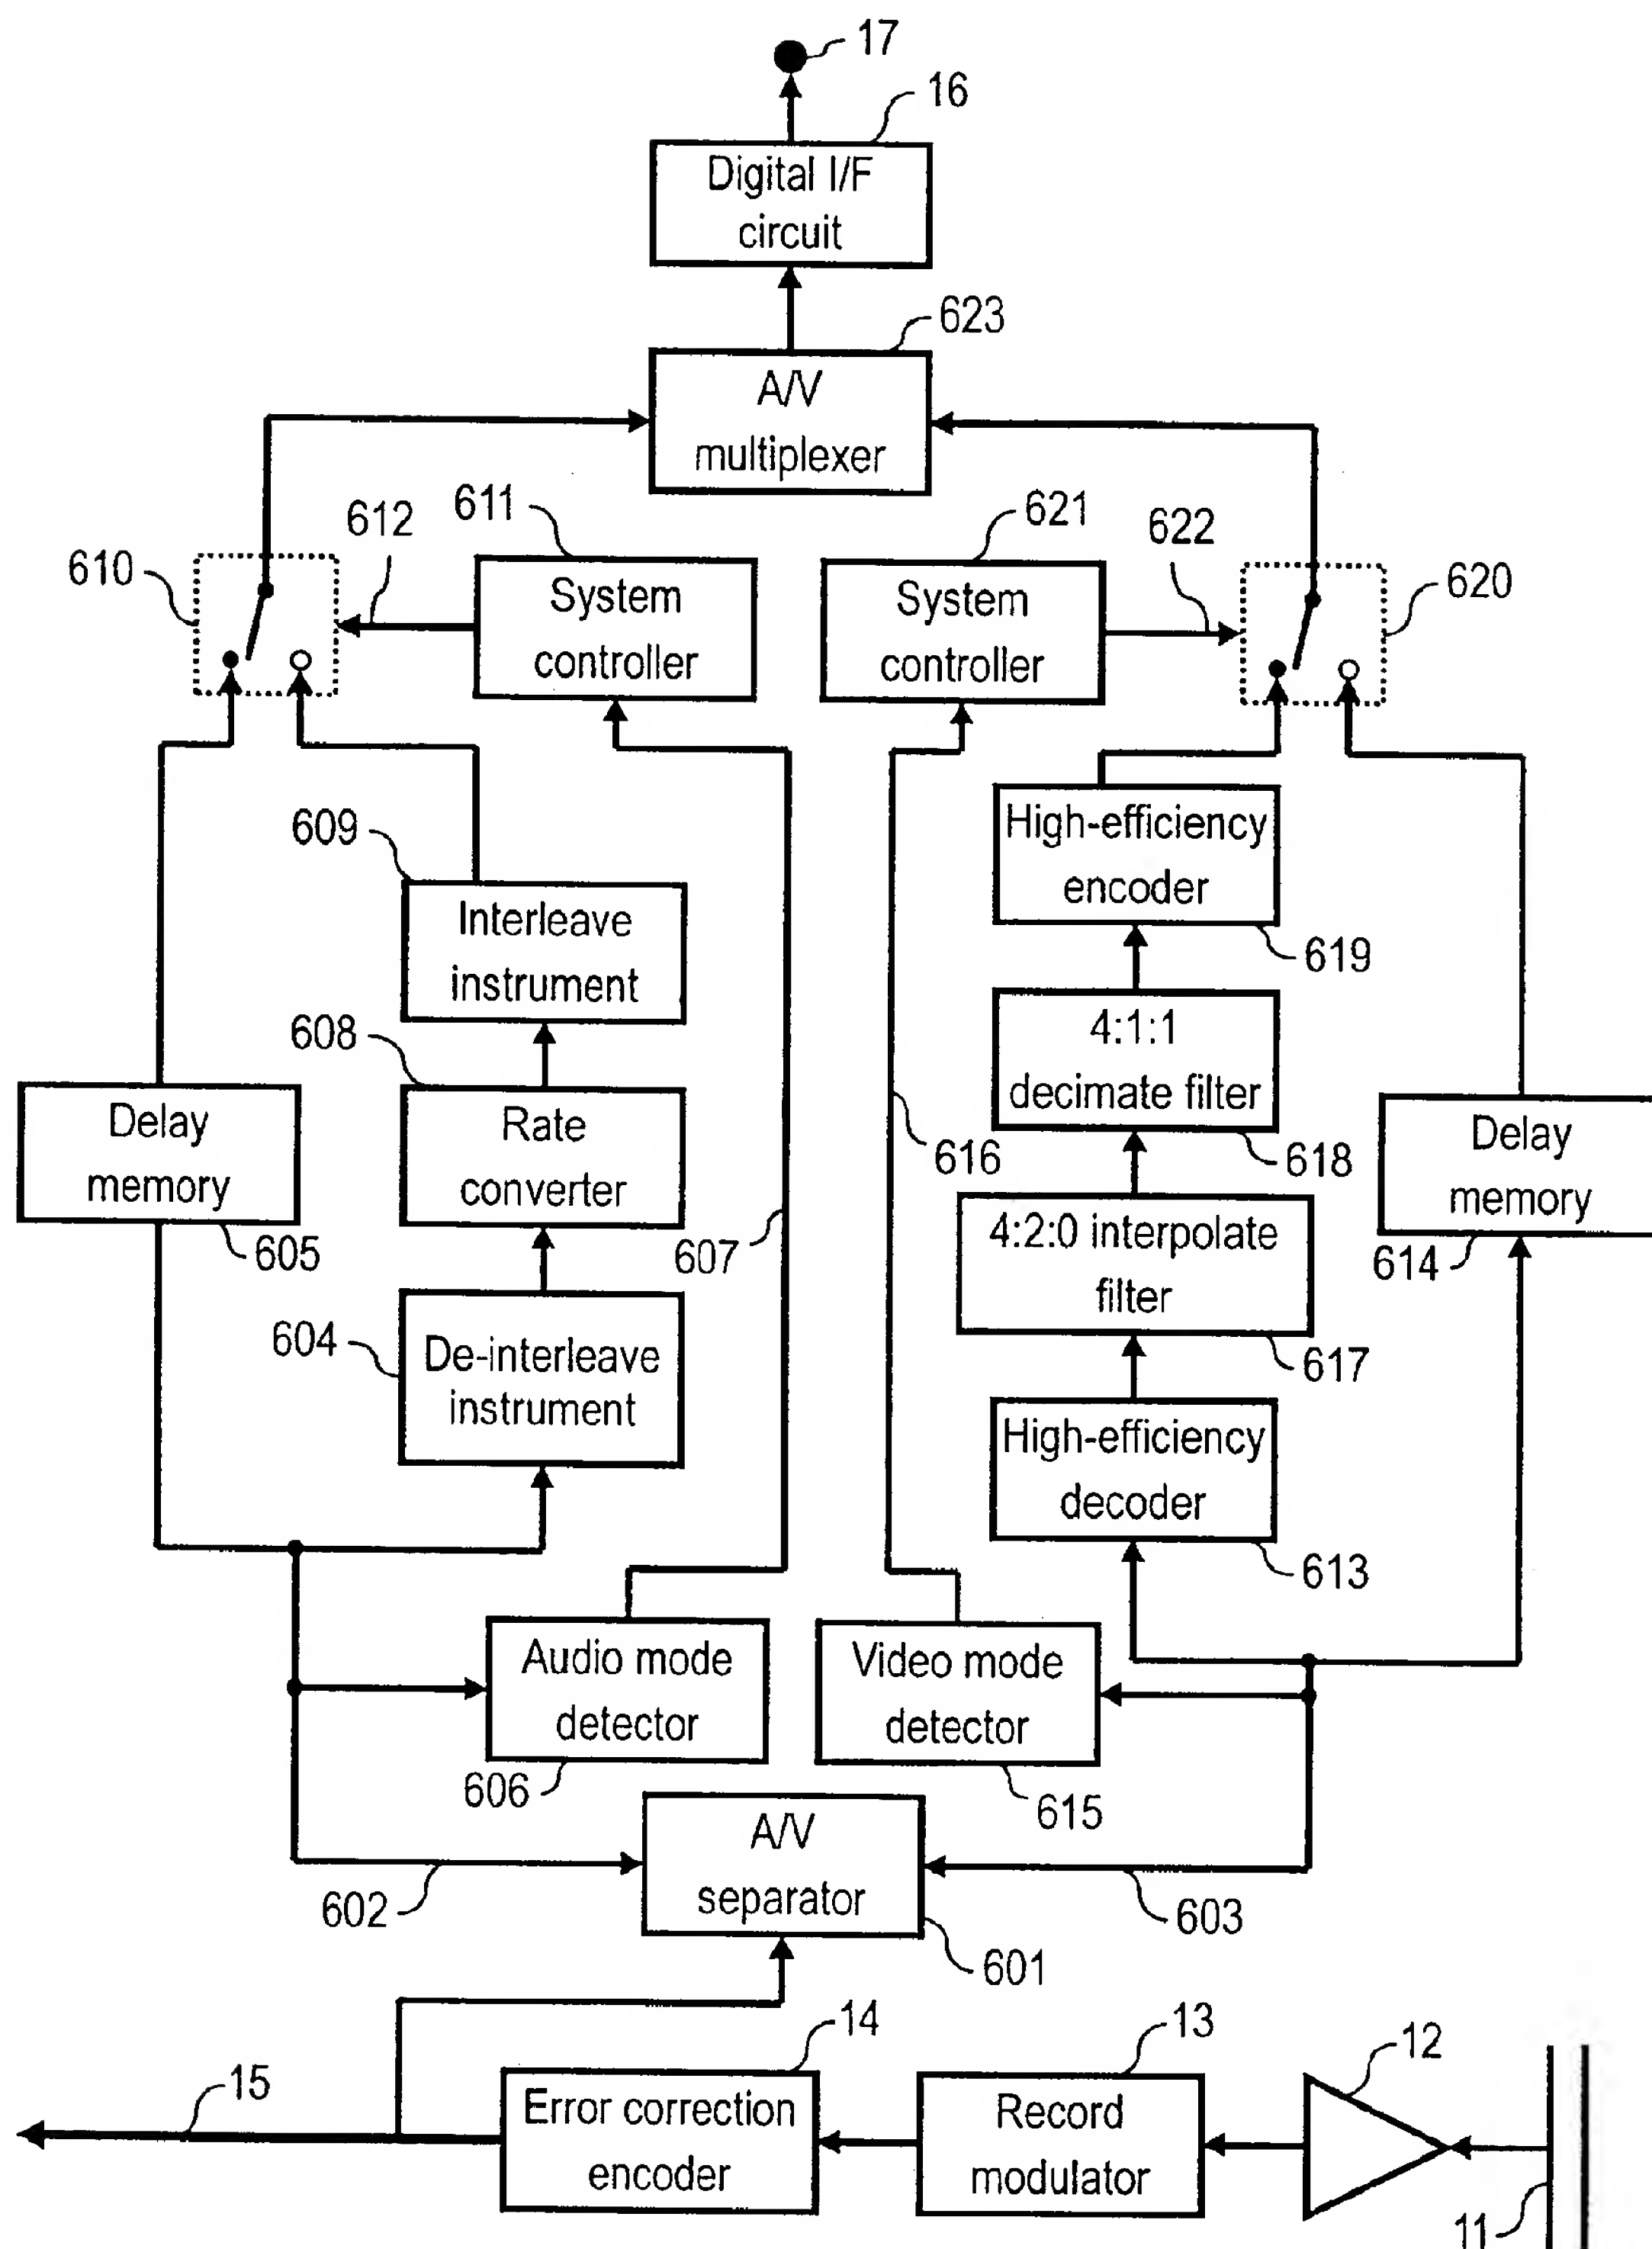 17
16
Digital I/F
circuit
623
A/V
multiplexer
611
612
621
622
610
System
controller
System
controller
620
609
High-efficiency
encoder
Interleave
instrument
619
608
4:1:1
decimate filter
Delay
memory
Rate
converter
616
618
Delay
memory
605
607
4:2:0 interpolate
filter
614
604
De-interleave
instrument
617
High-efficiency
decoder
613
Audio mode
detector
Video mode
detector
606
615
A/V
separator
602
603
601
14
13
12
15
Error correction
encoder
Record
modulator
11